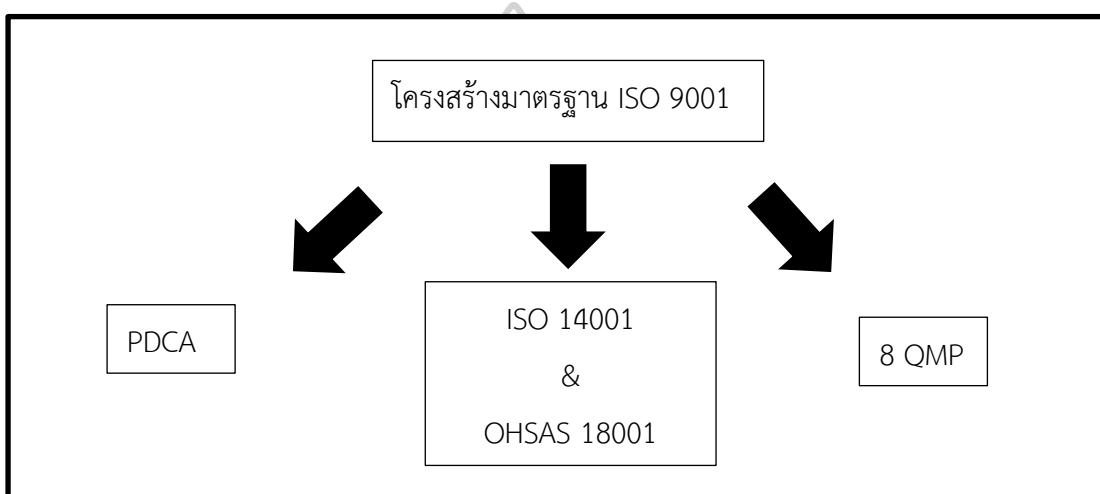 โครงสร้างมาตรฐาน ISO 9001
PDCA
ISO 14001
&
OHSAS 18001
8 QMP